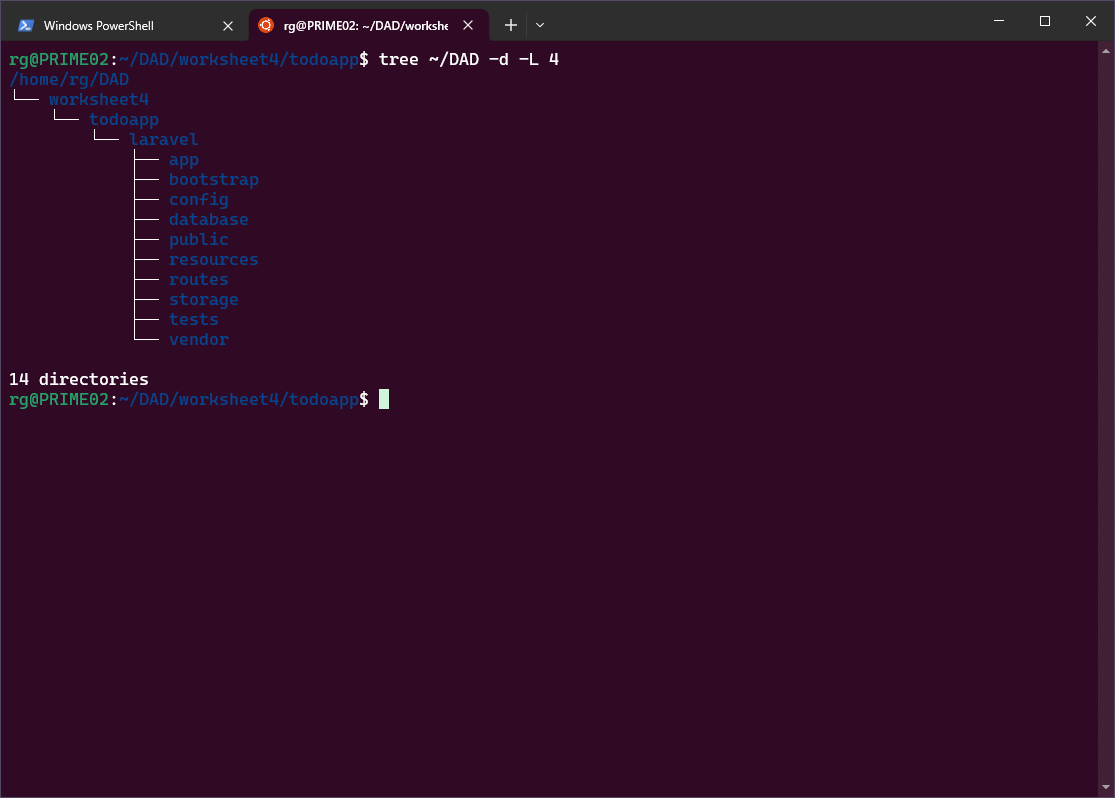 Windows PowerShell
rg@PRIME02: ~/DAD/workshe
rg@PRIME02:~/DAD/worksheet4/todoapp$ tree ~/DAD -d -L 4
/home/rg/DAD
└── worksheet4
    └── todoapp
        └── laravel
            ├── app
            ├── bootstrap
            ├── config
            ├── database
            ├── public
            ├── resources
            ├── routes
            ├── storage
            ├── tests
            └── vendor
14 directories
rg@PRIME02:~/DAD/worksheet4/todoapp$